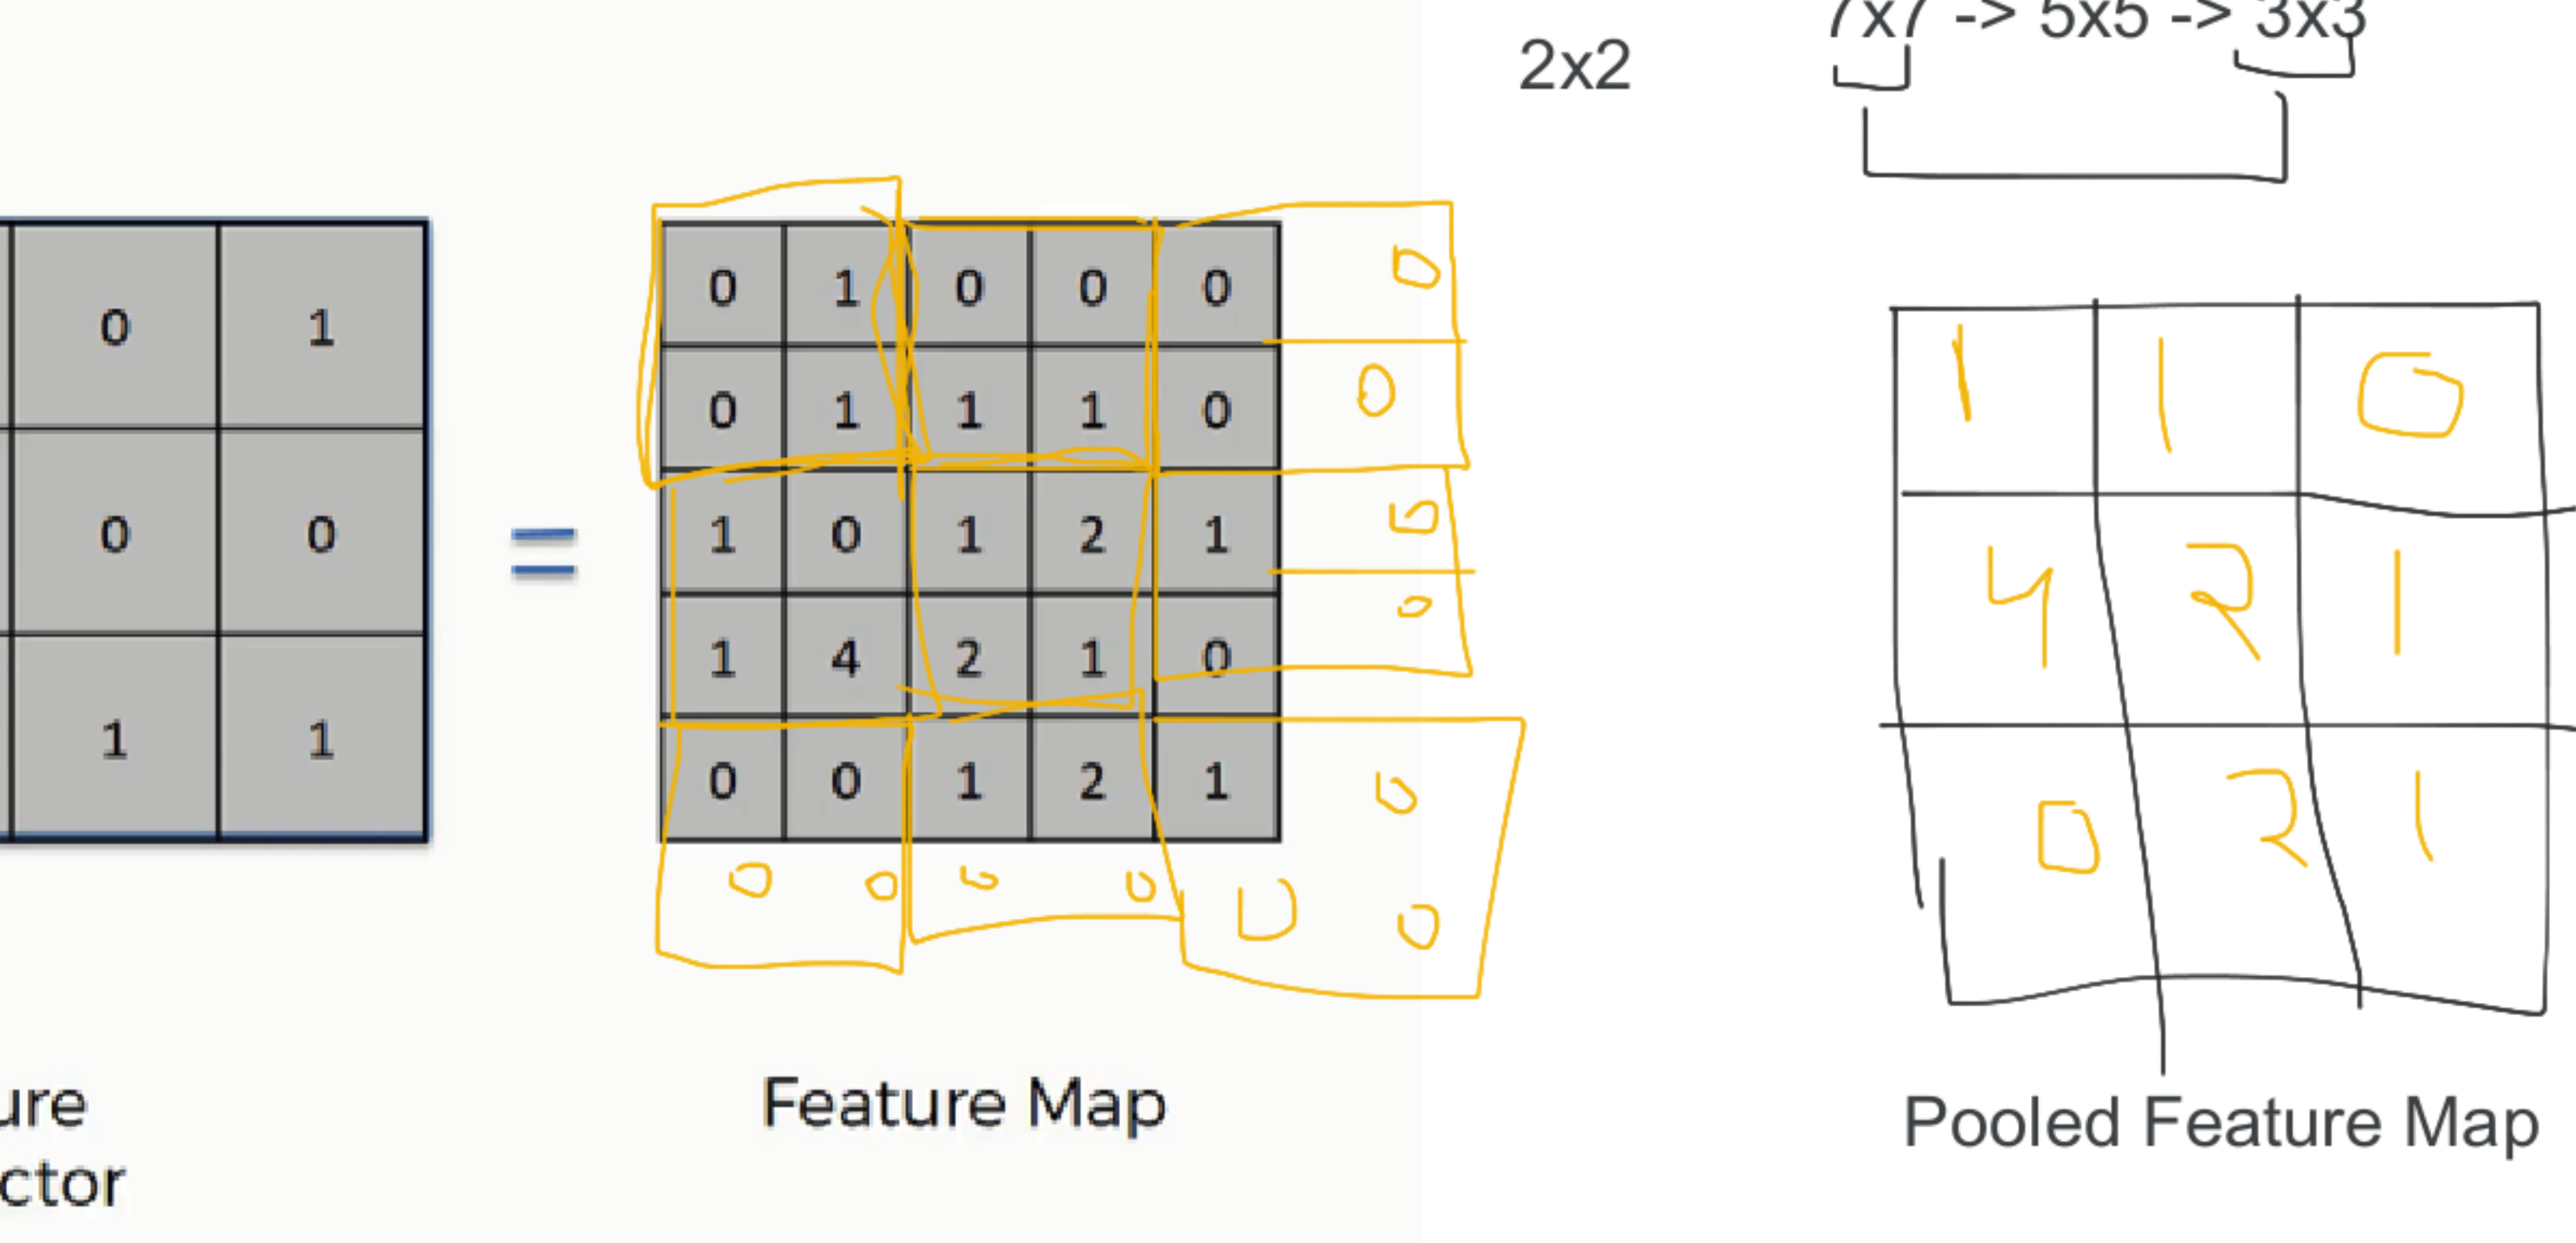 7x7 -> 5x5 -> 3x3
2x2
0 1
0 0
1 1
=
0 1 0 0 0 0
0 1 1 1 0 0
1 0 1 2 1 0
1 4 2 1 0 0
0 0 1 2 1 0
0 0 0 0 0 0
1 1 0
4 2 1
0 2 1
ure
ctor
Feature Map
Pooled Feature Map